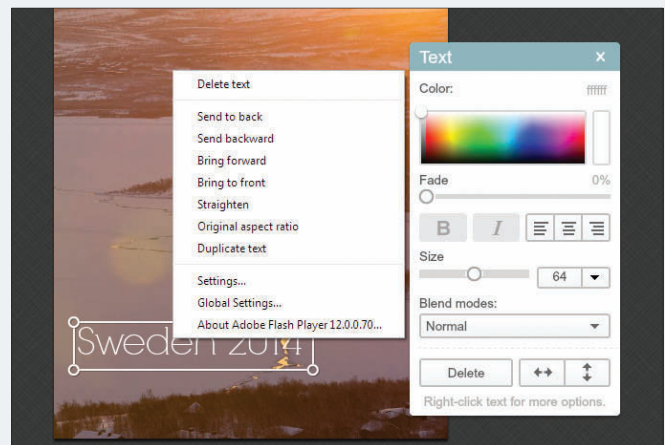 Delete text
Send to back
Send backward
Bring forward
Bring to front
Straighten
Original aspect ratio
Duplicate text
Settings...
Global Settings...
About Adobe Flash Player 12.0.0.70...
Sweden 2014
Text x
Color: ffffff
Fade 0%
B I
Size
64
Blend modes:
Normal
Delete
Right-click text for more options.